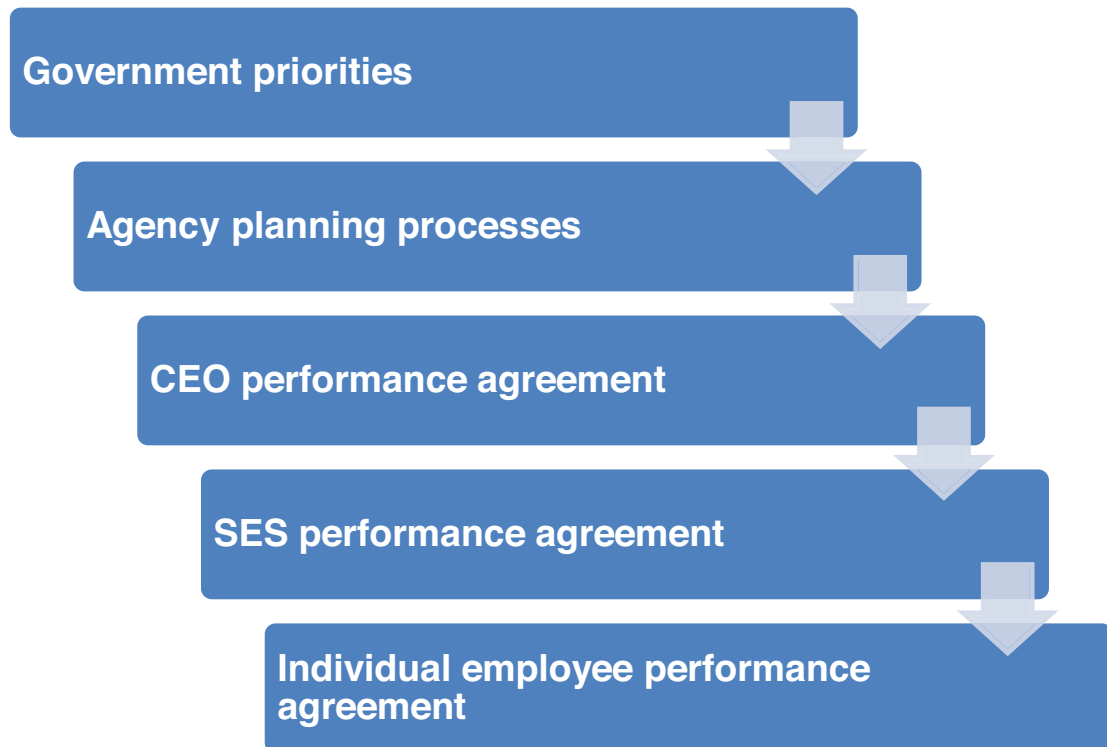 Government priorities
Agency planning processes
CEO performance agreement
SES performance agreement
Individual employee performance
agreement